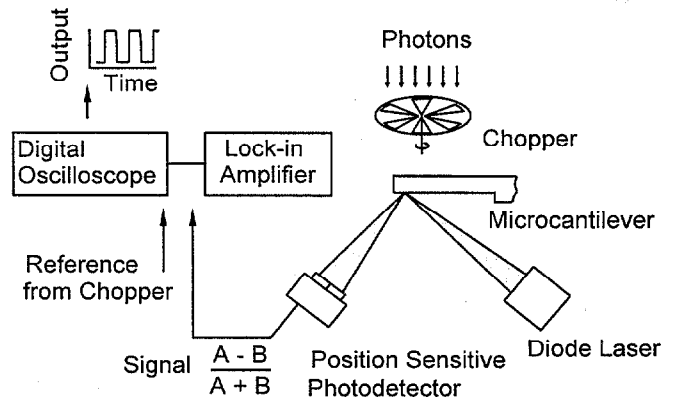 Output
Time
Photons
Chopper
Digital
Oscilloscope
Lock-in
Amplifier
Microcantilever
Reference
from Chopper
Diode Laser
Signal
A - B
A + B
Position Sensitive
Photodetector